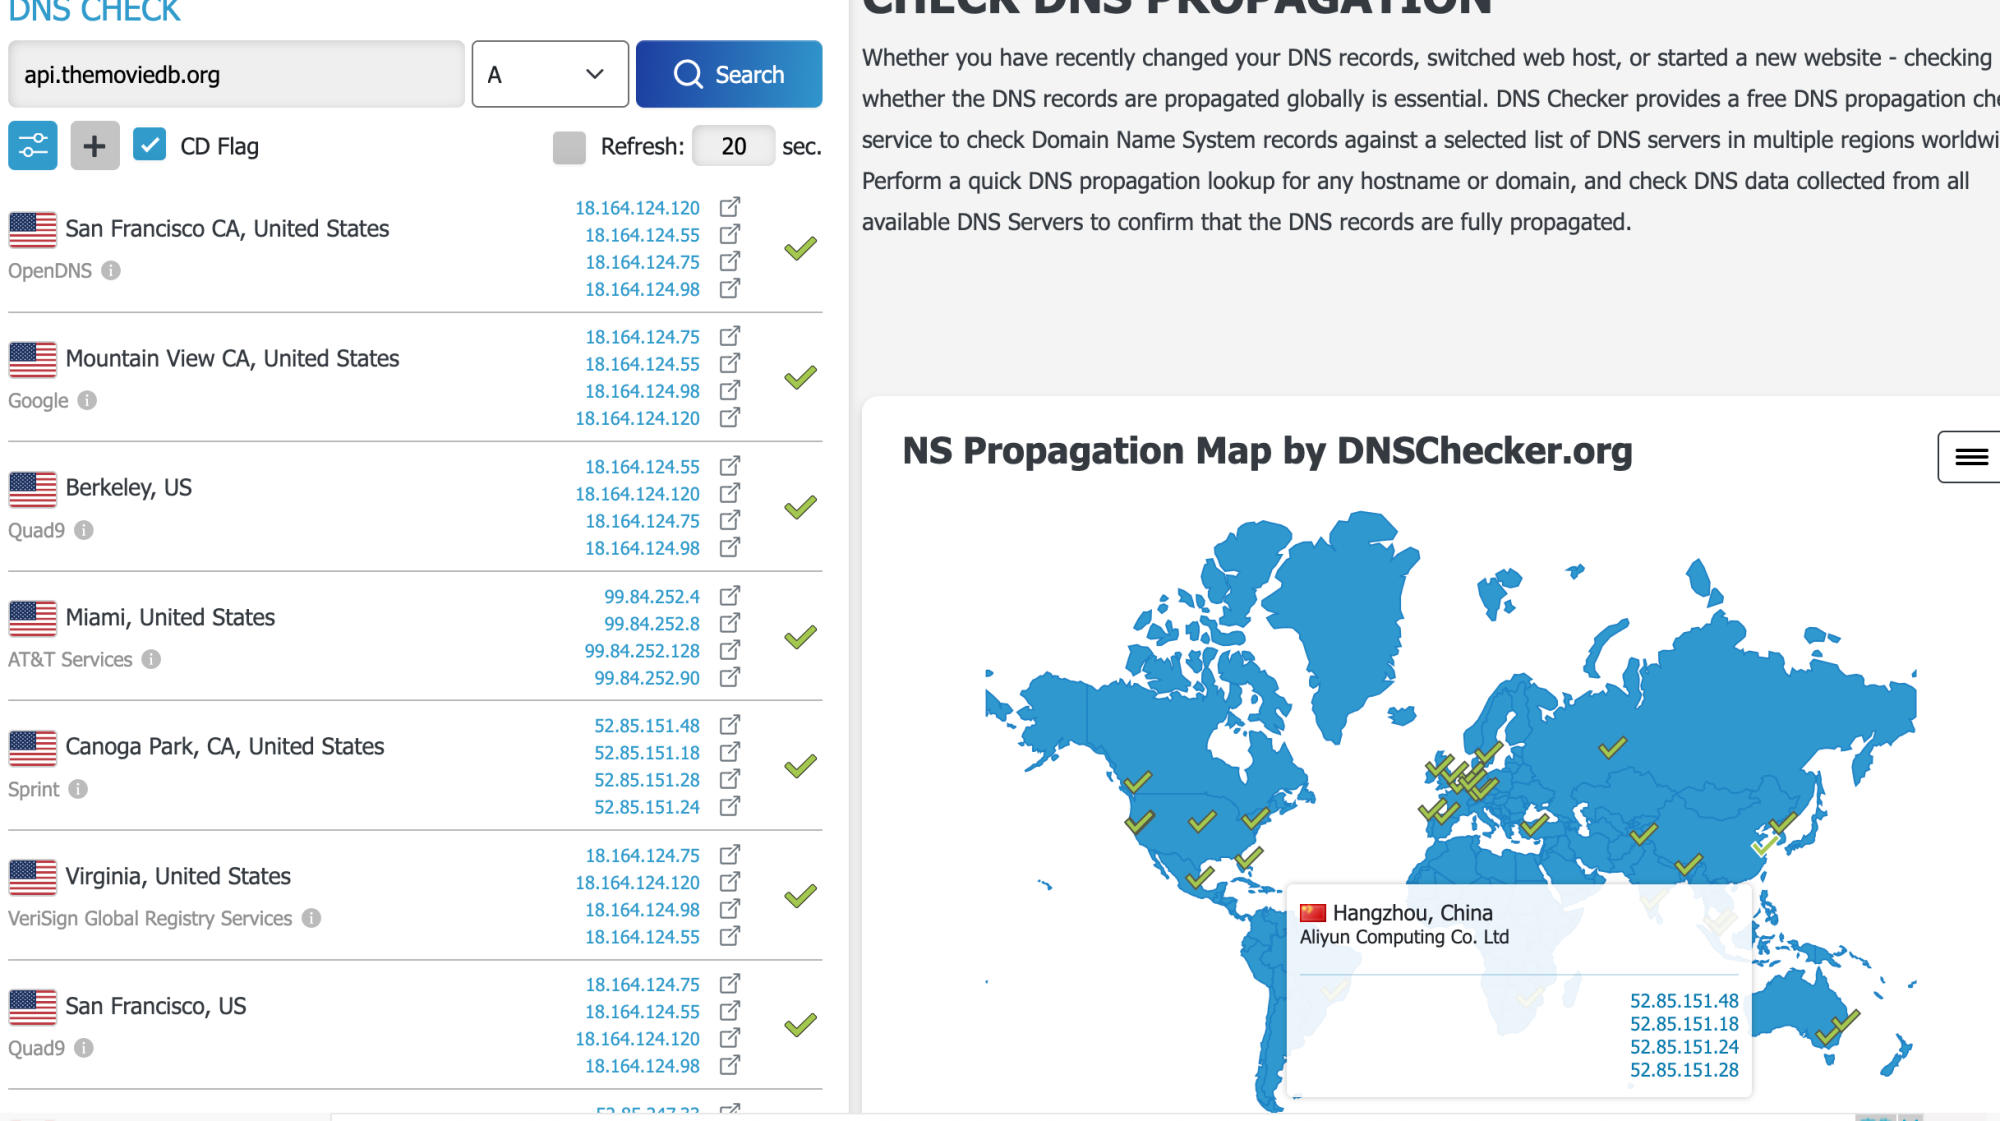 DNS CHECK
api.themoviedb.org
A
Search
CD Flag
Refresh: 20 sec.
San Francisco CA, United States
OpenDNS
18.164.124.120
18.164.124.55
18.164.124.75
18.164.124.98
Mountain View CA, United States
Google
18.164.124.75
18.164.124.55
18.164.124.98
18.164.124.120
Berkeley, US
Quad9
18.164.124.55
18.164.124.120
18.164.124.75
18.164.124.98
Miami, United States
AT&T Services
99.84.252.4
99.84.252.8
99.84.252.128
99.84.252.90
Canoga Park, CA, United States
Sprint
52.85.151.48
52.85.151.18
52.85.151.28
52.85.151.24
Virginia, United States
VeriSign Global Registry Services
18.164.124.75
18.164.124.120
18.164.124.98
18.164.124.55
San Francisco, US
Quad9
18.164.124.75
18.164.124.55
18.164.124.120
18.164.124.98
CHECK DNS PROPAGATION
Whether you have recently changed your DNS records, switched web host, or started a new website - checking
whether the DNS records are propagated globally is essential. DNS Checker provides a free DNS propagation che
service to check Domain Name System records against a selected list of DNS servers in multiple regions worldwi
Perform a quick DNS propagation lookup for any hostname or domain, and check DNS data collected from all
available DNS Servers to confirm that the DNS records are fully propagated.
NS Propagation Map by DNSChecker.org
Hangzhou, China
Aliyun Computing Co. Ltd
52.85.151.48
52.85.151.18
52.85.151.24
52.85.151.28